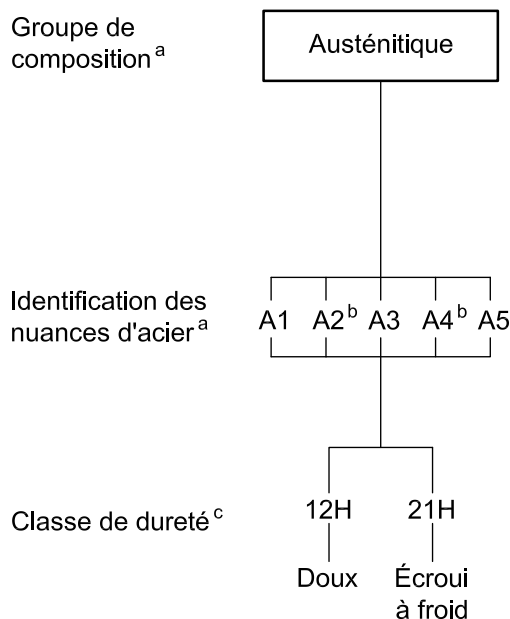 Groupe de
composition a
Austénitique
Identification des
nuances d'acier a
A1 A2 b A3 A4 b A5
Classe de dureté c
12H 21H
Doux Écroui
à froid